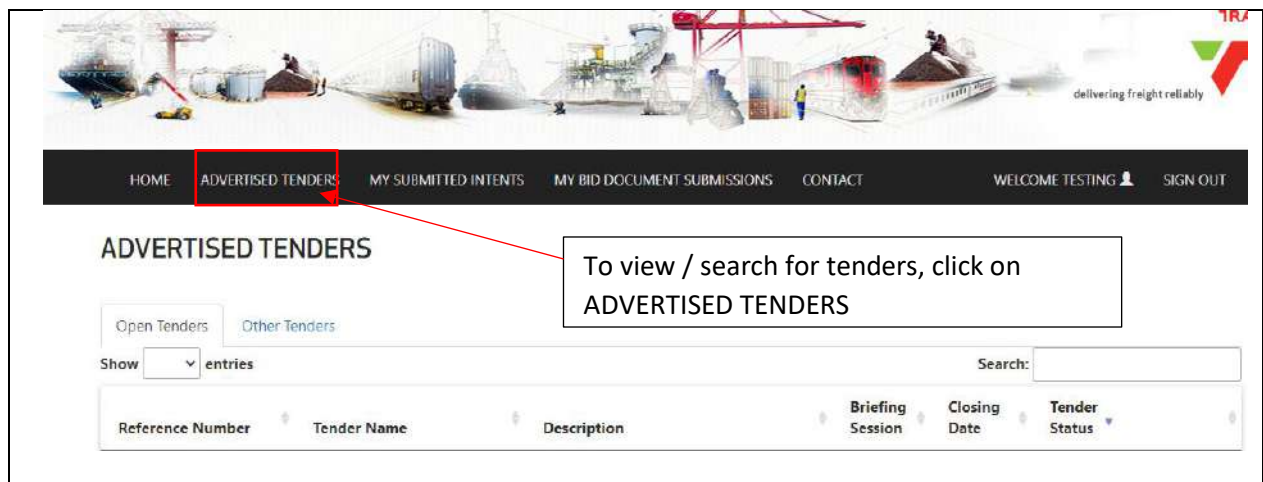 TRA
delivering freight reliably
HOME ADVERTISED TENDERS MY SUBMITTED INTENTS MY BID DOCUMENT SUBMISSIONS CONTACT WELCOME TESTING SIGN OUT
ADVERTISED TENDERS
To view / search for tenders, click on
ADVERTISED TENDERS
Open Tenders Other Tenders
Show entries Search:
Reference Number Tender Name Description Briefing Session Closing Date Tender Status